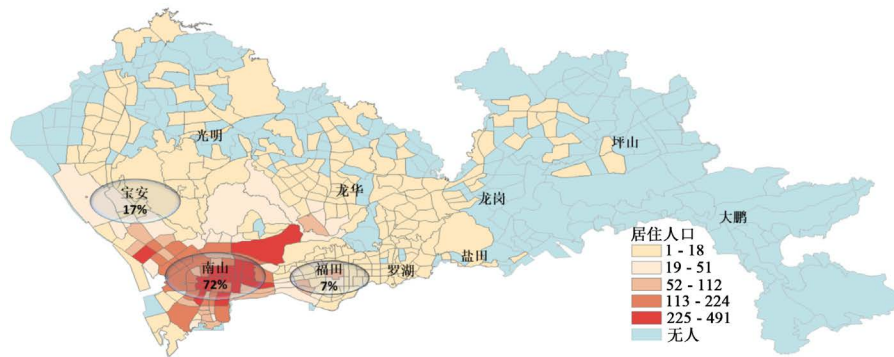 光明
坪山
宝安
17%
龙华
龙岗
大鹏
南山
72%
福田
7%
罗湖
盐田
居住人口
1 - 18
19 - 51
52 - 112
113 - 224
225 - 491
无人